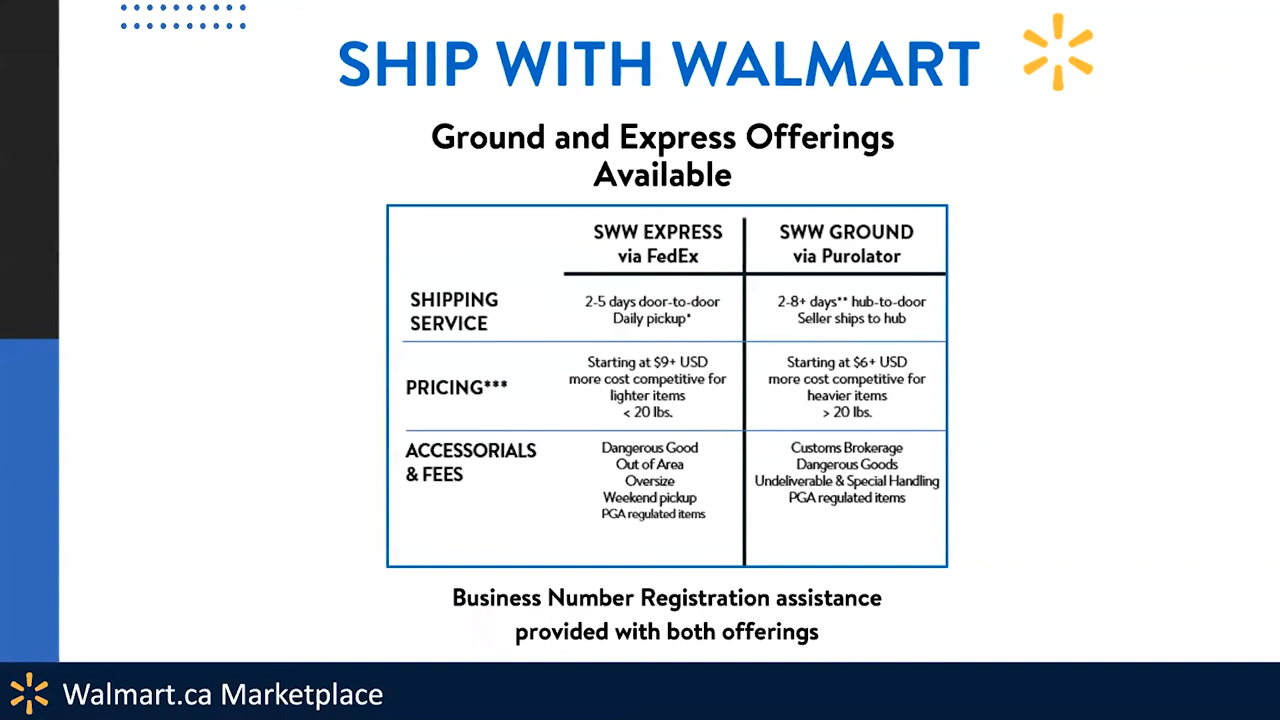 SHIP WITH WALMART
Ground and Express Offerings
Available
SWW EXPRESS
via FedEx
SWW GROUND
via Purolator
SHIPPING
SERVICE
2-5 days door-to-door
Daily pickup*
2-8+ days** hub-to-door
Seller ships to hub
PRICING***
Starting at $9+ USD
more cost competitive for
lighter items
< 20 lbs.
Starting at $6+ USD
more cost competitive for
heavier items
> 20 lbs.
ACCESSORIALS
& FEES
Dangerous Good
Out of Area
Oversize
Weekend pickup
PGA regulated items
Customs Brokerage
Dangerous Goods
Undeliverable & Special Handling
PGA regulated items
Business Number Registration assistance
provided with both offerings
Walmart.ca Marketplace